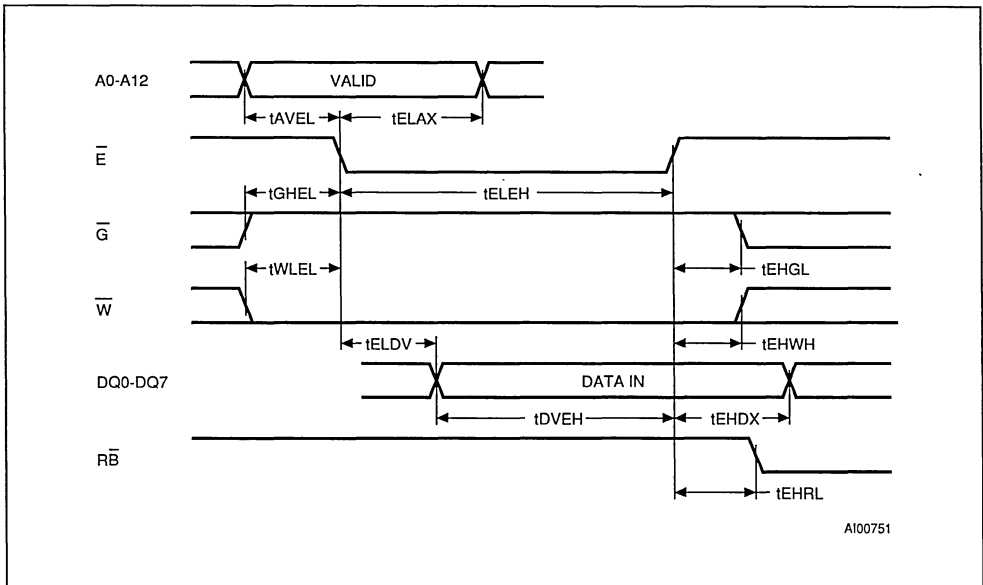 A0-A12
VALID
tAVEL
tELAX
E̅
tGHEL
tELEH
G̅
tWLEL
tEHGL
W̅
tELDV
tEHWH
DQ0-DQ7
DATA IN
tDVEH
tEHDX
RB̅
tEHRL
AI00751